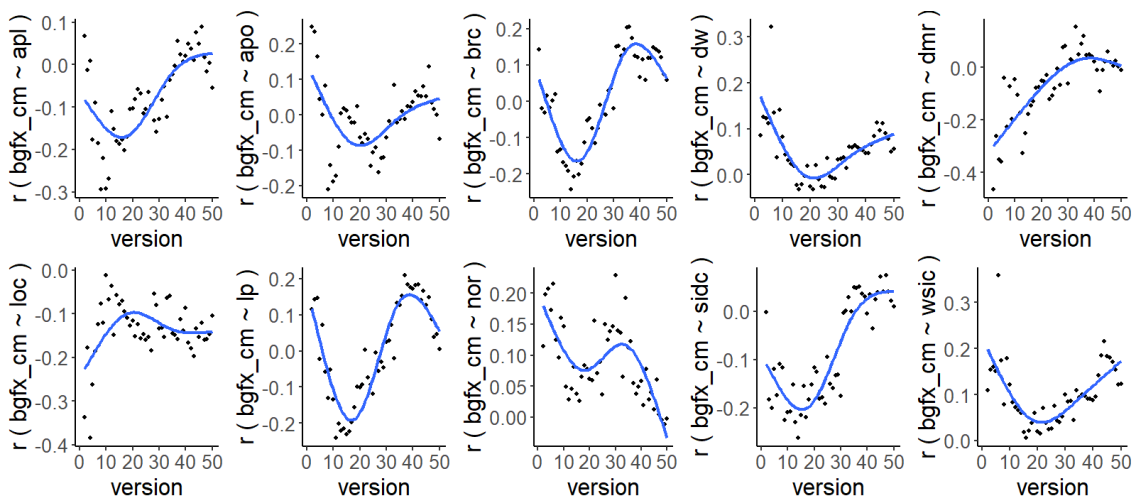 r ( bgfx_cm ~ apl )
0.1
0.0
-0.1
-0.2
-0.3
0 10 20 30 40 50
version
r ( bgfx_cm ~ apo )
0.2
0.1
0.0
-0.1
-0.2
0 10 20 30 40 50
version
r ( bgfx_cm ~ brc )
0.2
0.1
0.0
-0.1
-0.2
0 10 20 30 40 50
version
r ( bgfx_cm ~ dw )
0.3
0.2
0.1
0.0
0 10 20 30 40 50
version
r ( bgfx_cm ~ dmr )
0.0
-0.2
-0.4
0 10 20 30 40 50
version
r ( bgfx_cm ~ loc )
0.0
-0.1
-0.2
-0.3
-0.4
0 10 20 30 40 50
version
r ( bgfx_cm ~ lp )
0.2
0.1
0.0
-0.1
-0.2
0 10 20 30 40 50
version
r ( bgfx_cm ~ nor )
0.20
0.15
0.10
0.05
0.00
0 10 20 30 40 50
version
r ( bgfx_cm ~ sidc )
0.0
-0.1
-0.2
0 10 20 30 40 50
version
r ( bgfx_cm ~ wsic )
0.3
0.2
0.1
0.0
0 10 20 30 40 50
version